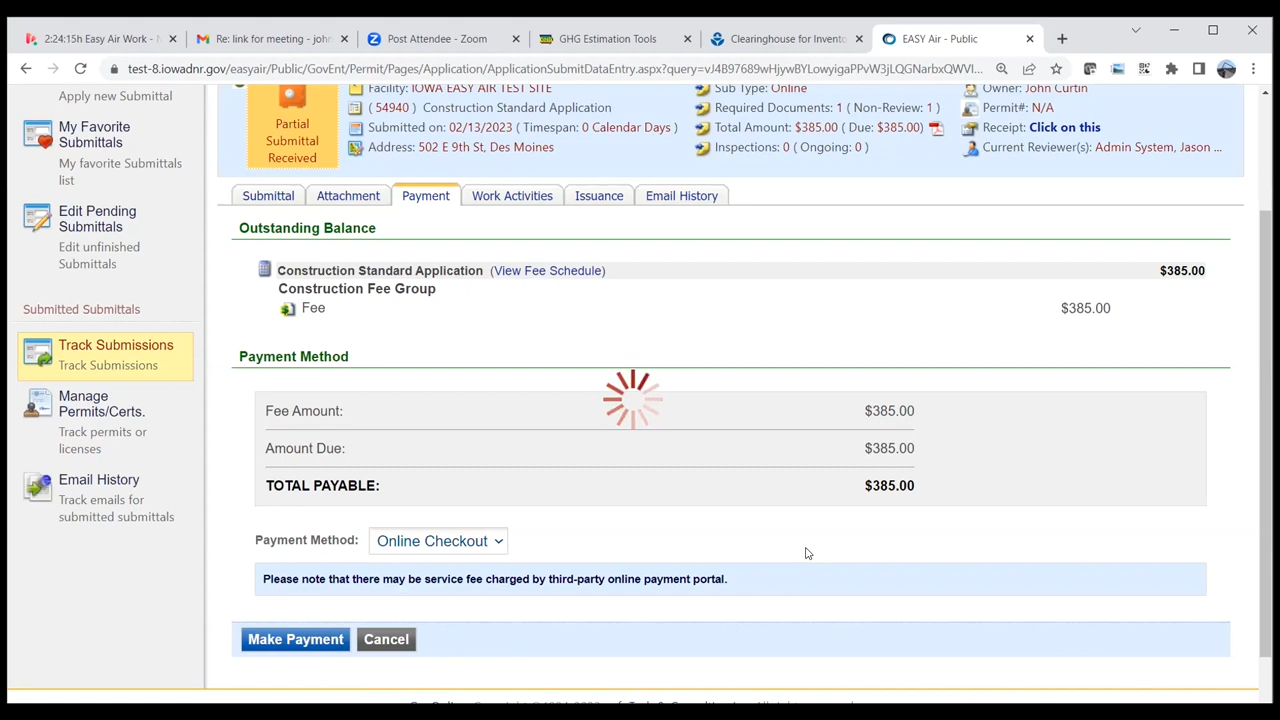 2:24:15h Easy Air Work -
Re: link for meeting - john
Post Attendee - Zoom
GHG Estimation Tools
Clearinghouse for Invento
EASY Air - Public
test-8.iowadnr.gov/easyair/Public/GovEnt/Permit/Pages/Application/ApplicationSubmitDataEntry.aspx?query=
Apply new Submittal
My Favorite
Submittals
My favorite Submittals
list
Edit Pending
Submittals
Edit unfinished
Submittals
Submitted Submittals
Track Submissions
Track Submissions
Manage
Permits/Certs.
Track permits or
licenses
Email History
Track emails for
submitted submittals
Partial
Submittal
Received
Facility: IOWA EASY AIR TEST SITE
( 54940 ) Construction Standard Application
Submitted on: 02/ /2023 ( Timespan: 0 Calendar Days )
Address: 502 E 9th St, Des Moines
Sub Type: Online
Required Documents: 1 ( Non-Review: 1 )
Total Amount: $385.00 ( Due: $385.00 )
Inspections: 0 ( Ongoing: 0 )
Owner: John Curtin
Permit#: N/A
Receipt: Click on this
Current Reviewer(s): Admin System, Jason ...
Submittal
Attachment
Payment
Work Activities
Issuance
Email History
Outstanding Balance
Construction Standard Application (View Fee Schedule) $385.00
Construction Fee Group
Fee $385.00
Payment Method
Fee Amount: $385.00
Amount Due: $385.00
TOTAL PAYABLE: $385.00
Payment Method: Online Checkout
Please note that there may be service fee charged by third-party online payment portal.
Make Payment
Cancel